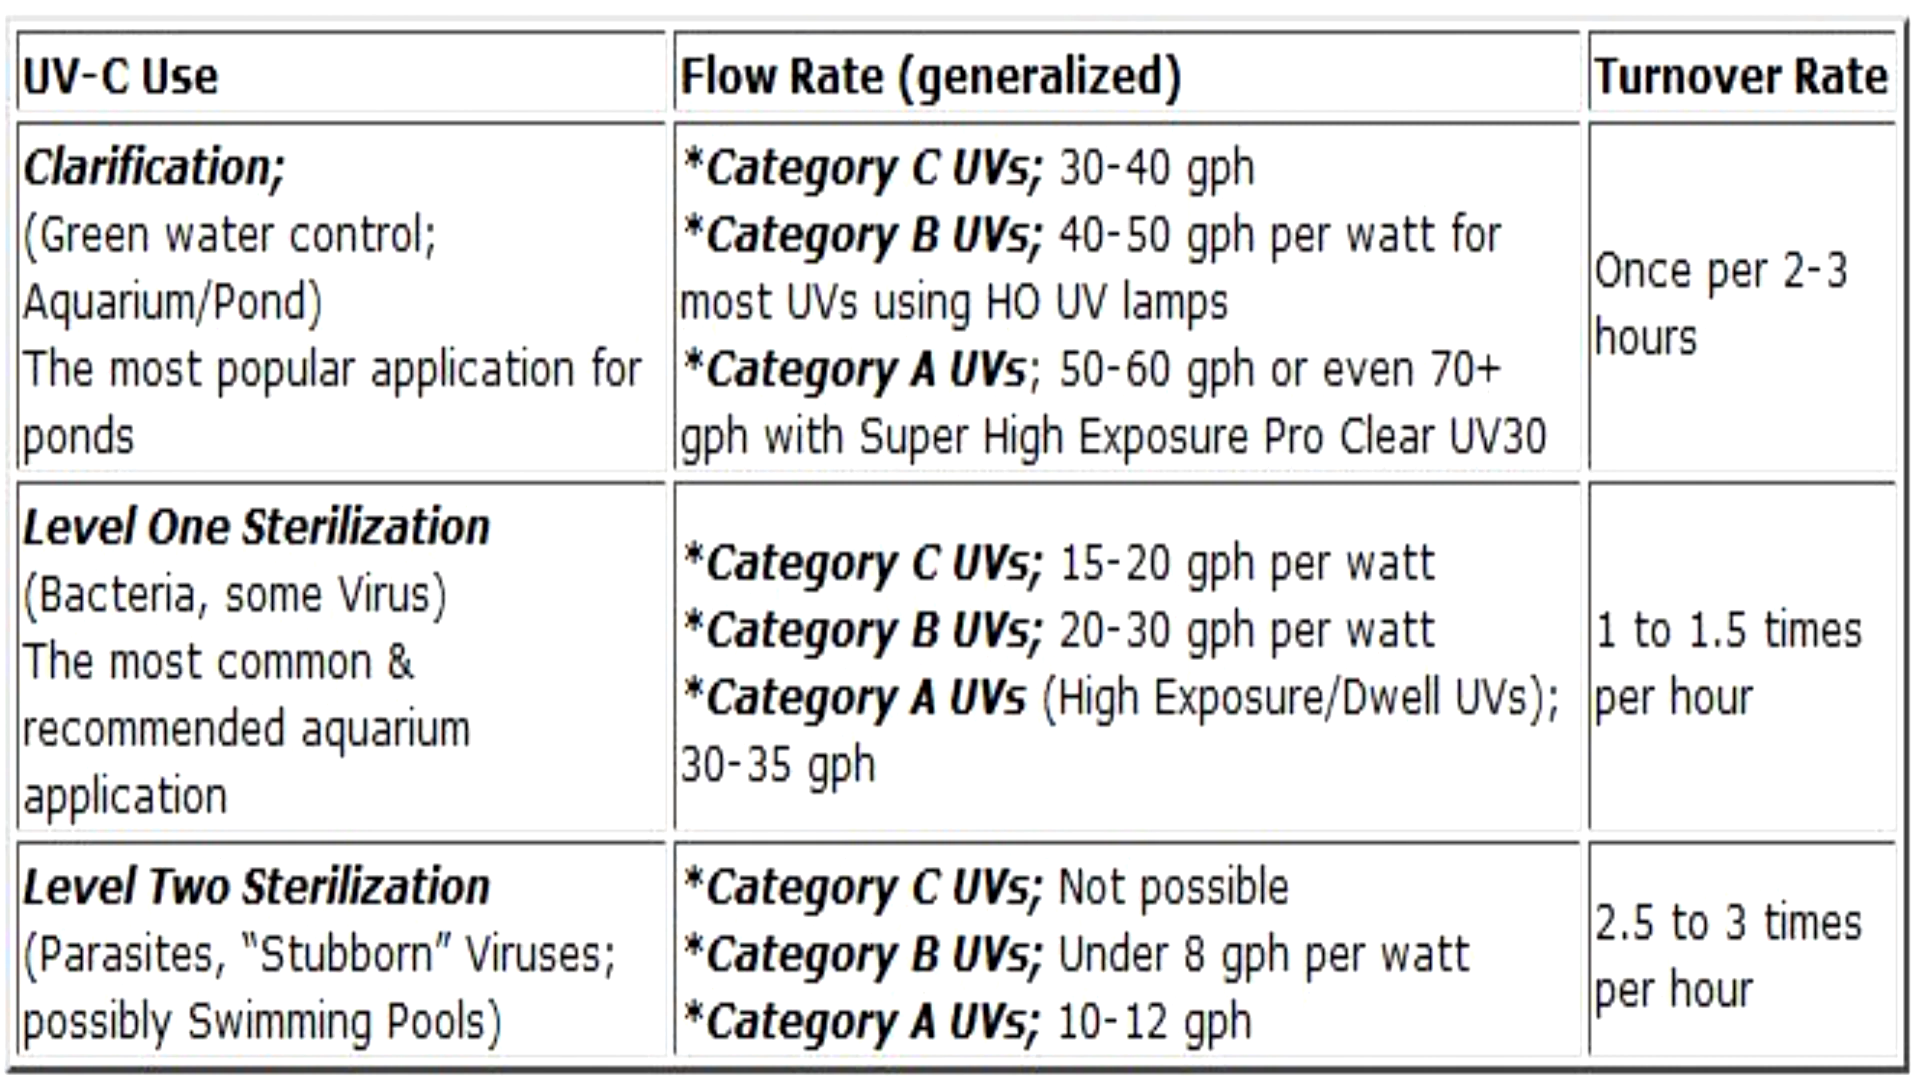 UV-C Use
Flow Rate (generalized)
Turnover Rate
Clarification;
(Green water control;
Aquarium/Pond)
The most popular application for
ponds
*Category C UVs; 30-40 gph
*Category B UVs; 40-50 gph per watt for
most UVs using HO UV lamps
*Category A UVs; 50-60 gph or even 70+
gph with Super High Exposure Pro Clear UV30
Once per 2-3
hours
Level One Sterilization
(Bacteria, some Virus)
The most common &
recommended aquarium
application
*Category C UVs; 15-20 gph per watt
*Category B UVs; 20-30 gph per watt
*Category A UVs (High Exposure/Dwell UVs);
30-35 gph
1 to 1.5 times
per hour
Level Two Sterilization
(Parasites, “Stubborn” Viruses;
possibly Swimming Pools)
*Category C UVs; Not possible
*Category B UVs; Under 8 gph per watt
*Category A UVs; 10-12 gph
2.5 to 3 times
per hour